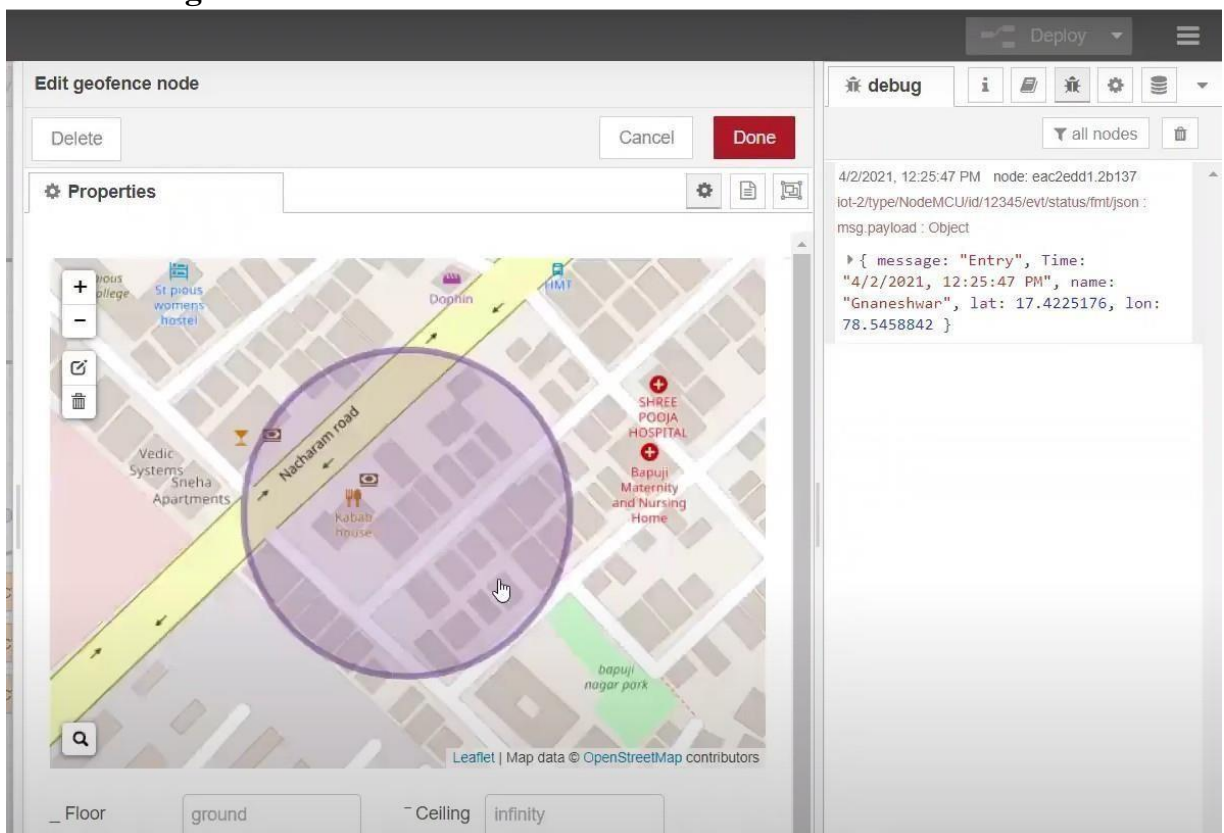 Deploy
Edit geofence node
Delete
Cancel
Done
Properties
debug
i
all nodes
4/2/2021, 12:25:47 PM node: eac2edd1.2b137
iot-2/type/NodeMCU/id/12345/evt/status/fmt/json :
msg.payload : Object
{ message: "Entry", Time:
"4/2/2021, 12:25:47 PM", name:
"Gnaneshwar", lat: 17.4225176, lon:
78.5458842 }
+
−
St pious
womens
hostel
Dophin
HMT
SHREE
POOJA
HOSPITAL
Bapuji
Maternity
and Nursing
Home
Nacharam road
Vedic
Systems
Sneha
Apartments
Kabab
house
bapuji
nagar park
Leaflet | Map data © OpenStreetMap contributors
_ Floor
ground
‾ Ceiling
infinity